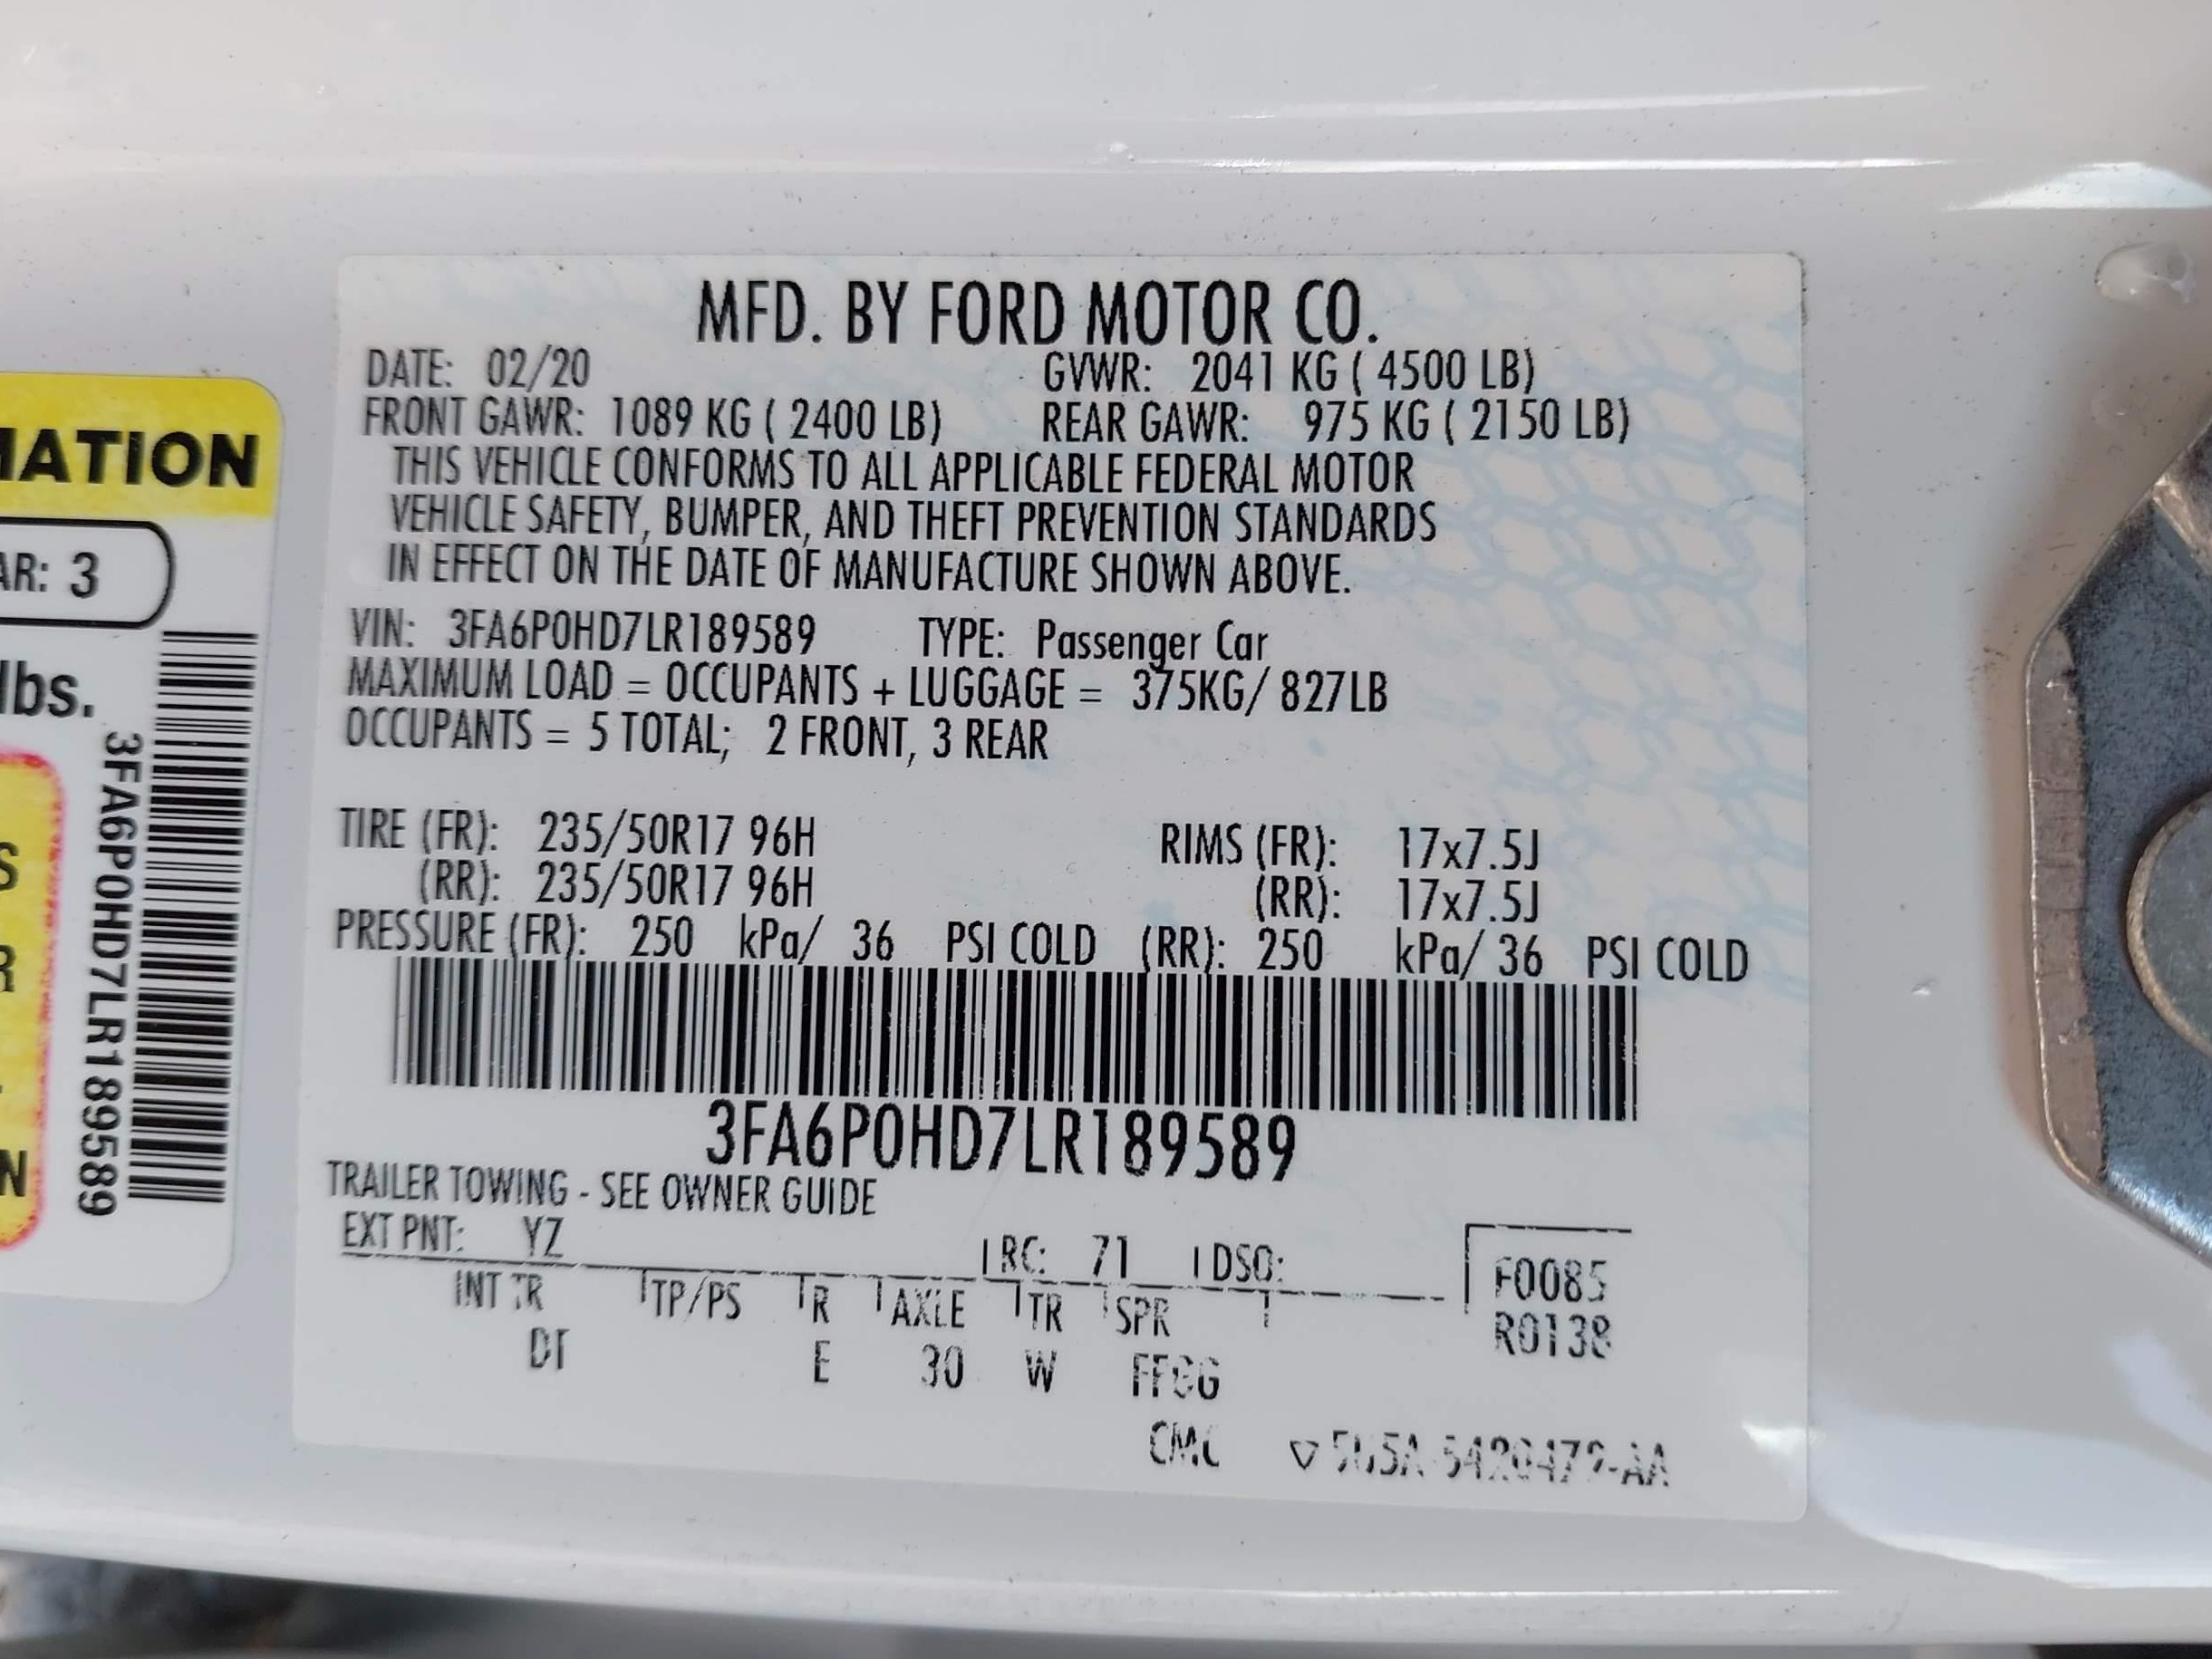 MATION
AR: 3
lbs.
3FA6P0HD7LR189589
S
R
N
MFD. BY FORD MOTOR CO.
DATE: 02/20 GVWR: 2041 KG ( 4500 LB)
FRONT GAWR: 1089 KG ( 2400 LB) REAR GAWR: 975 KG ( 2150 LB)
THIS VEHICLE CONFORMS TO ALL APPLICABLE FEDERAL MOTOR
VEHICLE SAFETY, BUMPER, AND THEFT PREVENTION STANDARDS
IN EFFECT ON THE DATE OF MANUFACTURE SHOWN ABOVE.
VIN: 3FA6P0HD7LR189589 TYPE: Passenger Car
MAXIMUM LOAD = OCCUPANTS + LUGGAGE = 375KG/ 827LB
OCCUPANTS = 5 TOTAL; 2 FRONT, 3 REAR
TIRE (FR): 235/50R17 96H RIMS (FR): 17x7.5J
(RR): 235/50R17 96H (RR): 17x7.5J
PRESSURE (FR): 250 kPa/ 36 PSI COLD (RR): 250 kPa/ 36 PSI COLD
3FA6P0HD7LR189589
TRAILER TOWING - SEE OWNER GUIDE
EXT PNT: YZ RC: 71 DSO:
F0085
INT TR TP/PS R AXLE TR SPR
R0138
DT E 30 W
CMC